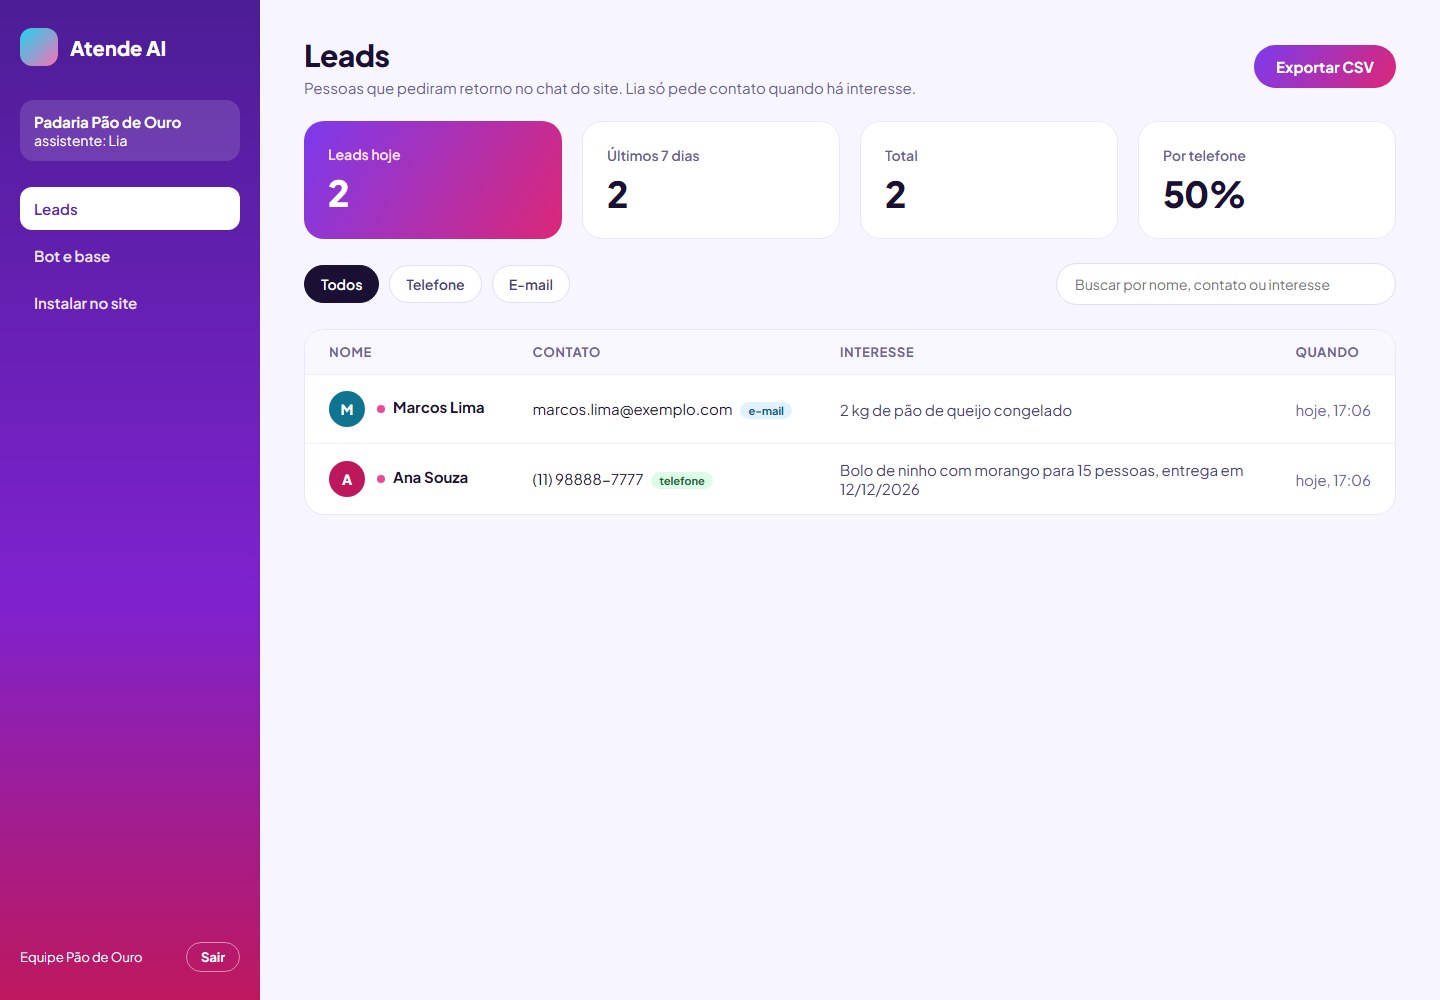 Atende AI
Padaria Pão de Ouro
assistente: Lia
Leads
Bot e base
Instalar no site
Equipe Pão de Ouro
Sair
Leads
Pessoas que pediram retorno no chat do site. Lia só pede contato quando há interesse.
Exportar CSV
Leads hoje
2
Últimos 7 dias
2
Total
2
Por telefone
50%
Todos
Telefone
E-mail
Buscar por nome, contato ou interesse
NOME
CONTATO
INTERESSE
QUANDO
M
Marcos Lima
marcos.lima@exemplo.com
e-mail
2 kg de pão de queijo congelado
hoje, 17:06
A
Ana Souza
(11) 98888-7777
telefone
Bolo de ninho com morango para 15 pessoas, entrega em
12/12/2026
hoje, 17:06